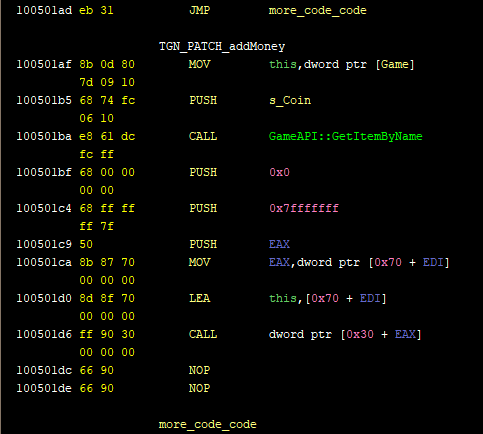 100501ad eb 31 JMP more_code_code
TGN_PATCH_addMoney
100501af 8b 0d 80 MOV this,dword ptr [Game]
7d 09 10
100501b5 68 74 fc PUSH s_Coin
06 10
100501ba e8 61 dc CALL GameAPI::GetItemByName
fc ff
100501bf 68 00 00 PUSH 0x0
00 00
100501c4 68 ff ff PUSH 0x7fffffff
ff 7f
100501c9 50 PUSH EAX
100501ca 8b 87 70 MOV EAX,dword ptr [0x70 + EDI]
00 00 00
100501d0 8d 8f 70 LEA this,[0x70 + EDI]
00 00 00
100501d6 ff 90 30 CALL dword ptr [0x30 + EAX]
00 00 00
100501dc 66 90 NOP
100501de 66 90 NOP
more_code_code